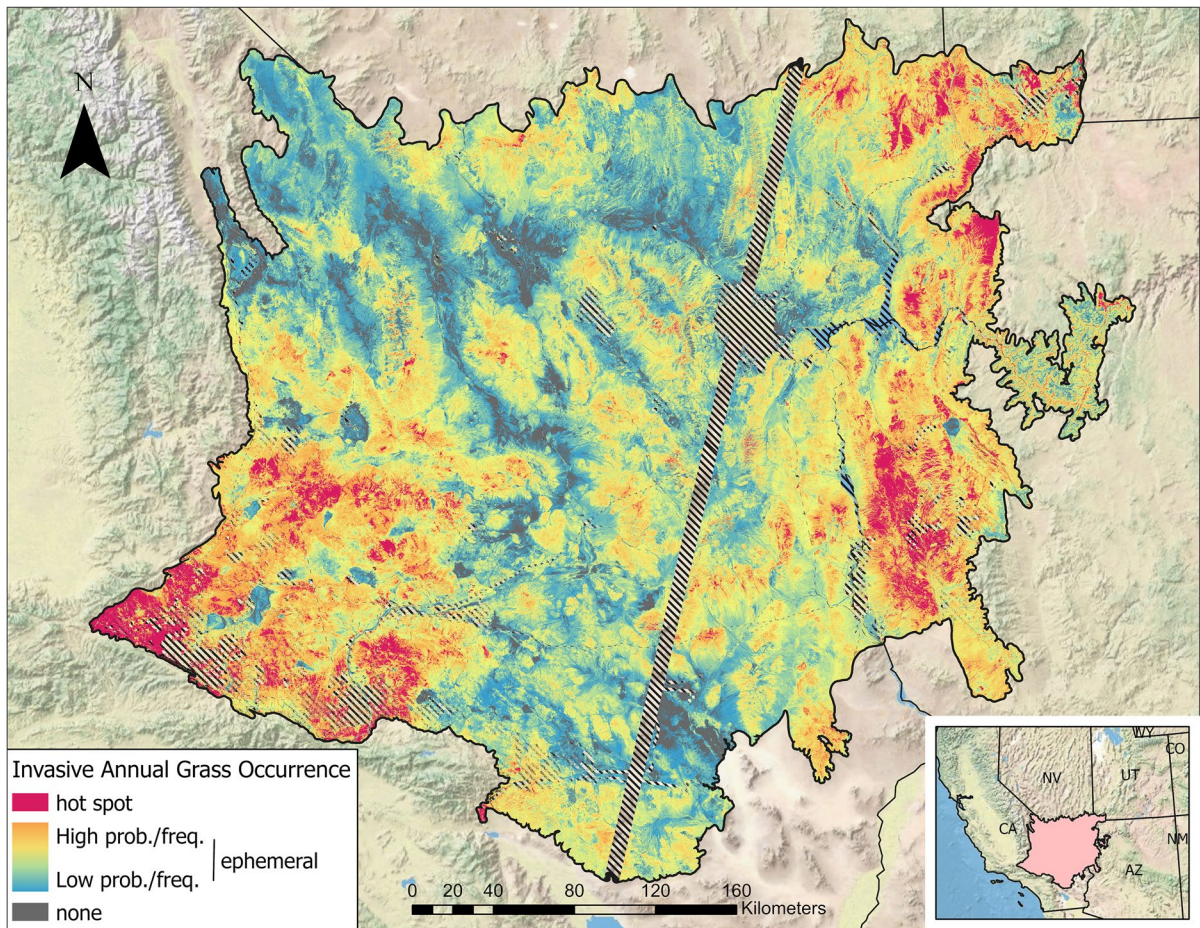 N
Invasive Annual Grass Occurrence
hot spot
High prob./freq.
ephemeral
Low prob./freq.
none
0 20 40 80 120 160
Kilometers
WY
CO
NV
UT
CA
NM
AZ